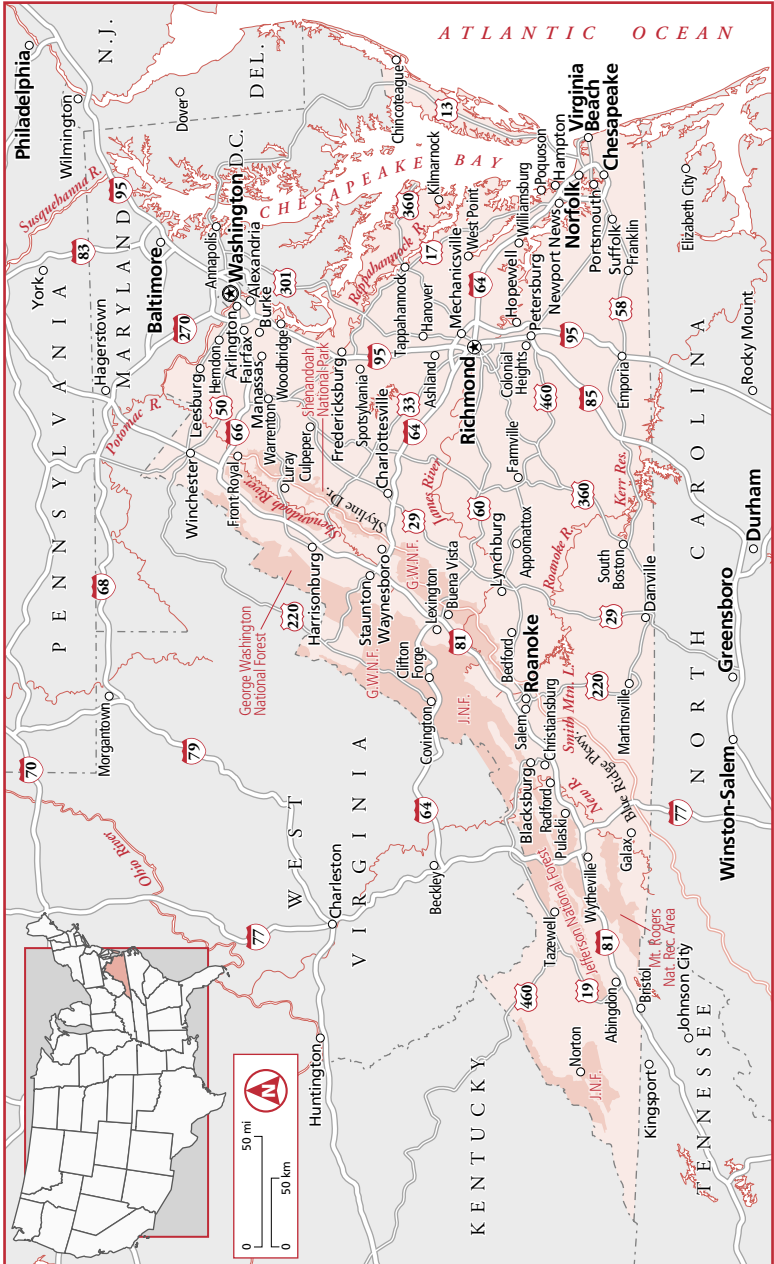 ATLANTIC OCEAN
Philadelphia
N.J.
Wilmington
Dover
DEL.
Chincoteague
13
Susquehanna R.
95
83
York
PENNSYLVANIA
MARYLAND
Baltimore
Annapolis
Washington D.C.
CHESAPEAKE BAY
Alexandria
Arlington
Burke
301
270
Hagerstown
Herndon
Fairfax
Manassas
Woodbridge
Leesburg
50
66
Potomac R.
Warrenton
Shenandoah
National Park
Fredericksburg
Rappahannock R.
360
Kilmarnock
17
West Point
Tappahannock
Hanover
Mechanicsville
Williamsburg
Poquoson
Hampton
Virginia
Beach
Chesapeake
Norfolk
Portsmouth
Newport News
Suffolk
Franklin
Elizabeth City
64
Hopewell
Petersburg
95
58
Spotsylvania
95
Ashland
Richmond
Colonial
Heights
460
85
Emporia
Rocky Mount
Winchester
Front Royal
Luray
Culpeper
Charlottesville
33
64
Shenandoah River
Skyline Dr.
29
James River
60
Farmville
360
Kerr Res.
68
George Washington
National Forest
220
Harrisonburg
Staunton
Waynesboro
G.W.N.F.
G.W.N.F.
Lexington
Buena Vista
Lynchburg
Appomattox
Roanoke R.
South
Boston
Danville
29
Durham
NORTH CAROLINA
Clifton
Forge
81
Bedford
Roanoke
Covington
J.N.F.
Salem
Christiansburg
Smith Mtn. L.
220
Martinsville
Greensboro
Morgantown
70
79
WEST
VIRGINIA
64
Blacksburg
Radford
Pulaski
New R.
Blue Ridge Pkwy.
Winston-Salem
77
Ohio River
Beckley
Charleston
77
Galax
Wytheville
Jefferson National Forest
Tazewell
Mt. Rogers
Nat. Rec. Area
81
19
460
Abingdon
Bristol
Johnson City
Huntington
Norton
J.N.F.
Kingsport
KENTUCKY
TENNESSEE
N
0 50 mi
0 50 km